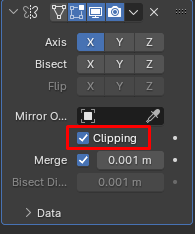 Axis X Y Z
Bisect X Y Z
Flip X Y Z
Mirror O...
Clipping
Merge 0.001 m
Bisect Di... 0.001 m
Data